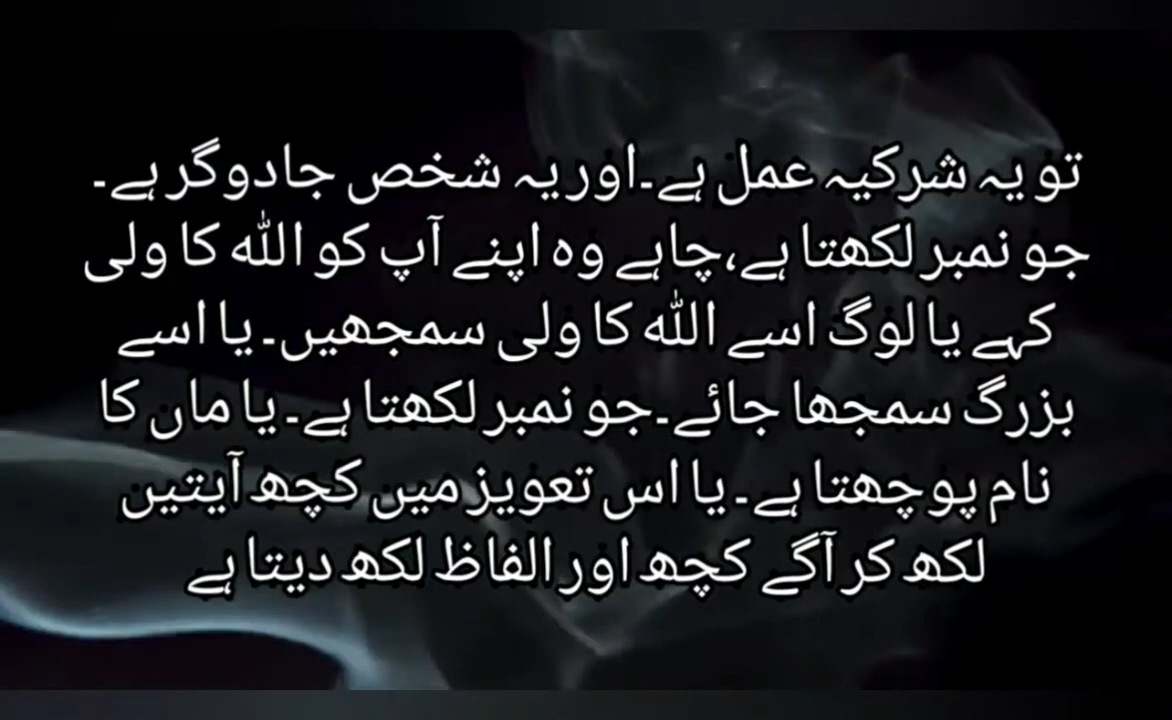 تو یہ شرکیہ عمل ہے۔اور یہ شخص جادوگر ہے۔
جو نمبر لکھتا ہے،چاہے وہ اپنے آپ کو اللہ کا ولی
کہے یا لوگ اسے اللہ کا ولی سمجھیں۔یا اسے
بزرگ سمجھا جائے۔جو نمبر لکھتا ہے۔یا ماں کا
نام پوچھتا ہے۔یا اس تعویز میں کچھ آیتیں
لکھ کر آگے کچھ اور الفاظ لکھ دیتا ہے